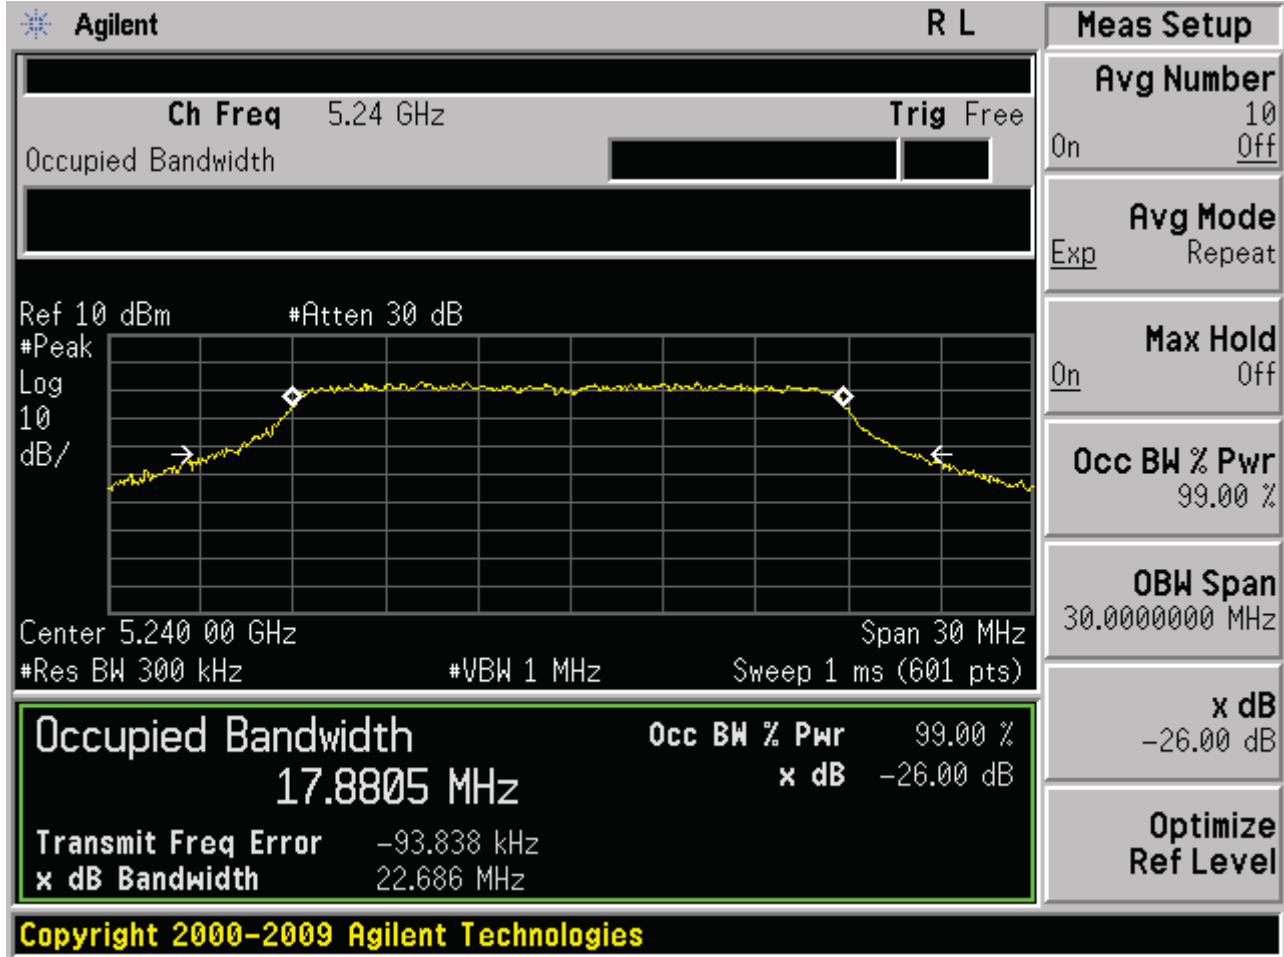 Agilent R L
Ch Freq 5.24 GHz Trig Free
Occupied Bandwidth
Ref 10 dBm #Atten 30 dB
#Peak
Log
10
dB/
Center 5.240 00 GHz Span 30 MHz
#Res BW 300 kHz #VBW 1 MHz Sweep 1 ms (601 pts)
Occupied Bandwidth Occ BW % Pwr 99.00 %
17.8805 MHz x dB -26.00 dB
Transmit Freq Error -93.838 kHz
x dB Bandwidth 22.686 MHz
Copyright 2000-2009 Agilent Technologies
Meas Setup
Avg Number
10
On Off
Avg Mode
Exp Repeat
Max Hold
On Off
Occ BW % Pwr
99.00 %
OBW Span
30.0000000 MHz
x dB
-26.00 dB
Optimize
Ref Level